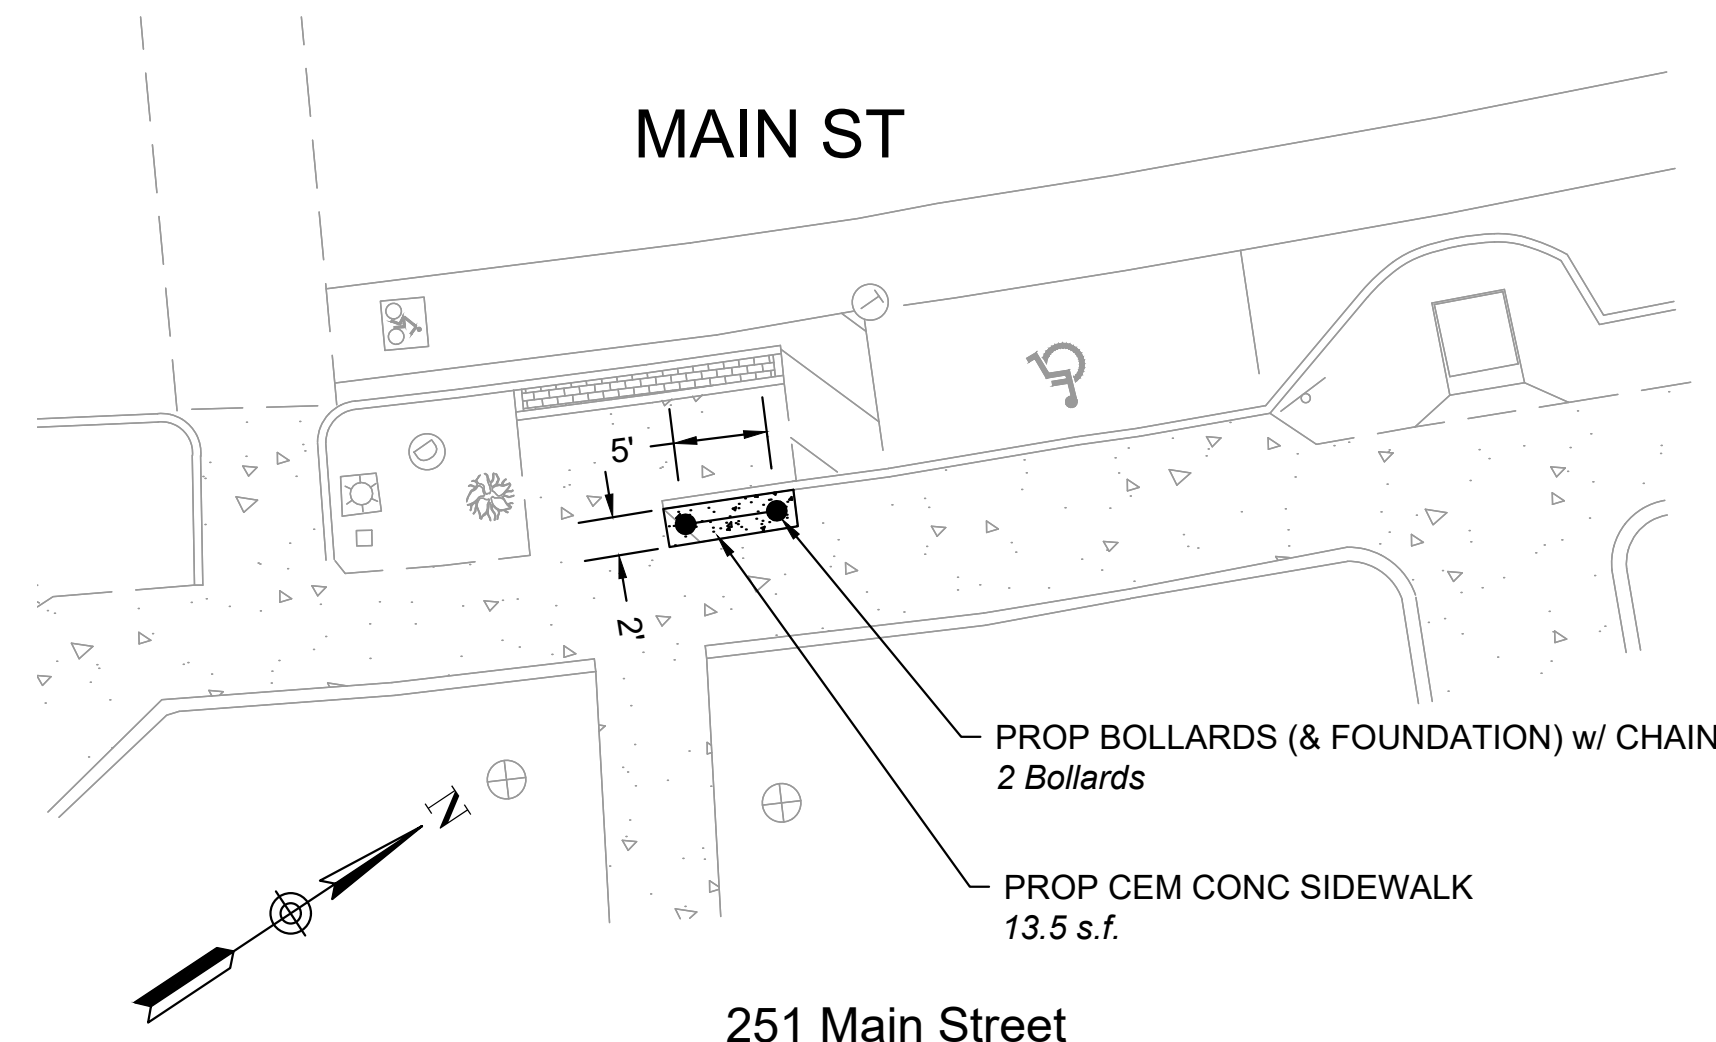 MAIN ST
5'
2'
PROP BOLLARDS (& FOUNDATION) w/ CHAIN
2 Bollards
N
PROP CEM CONC SIDEWALK
13.5 s.f.
251 Main Street